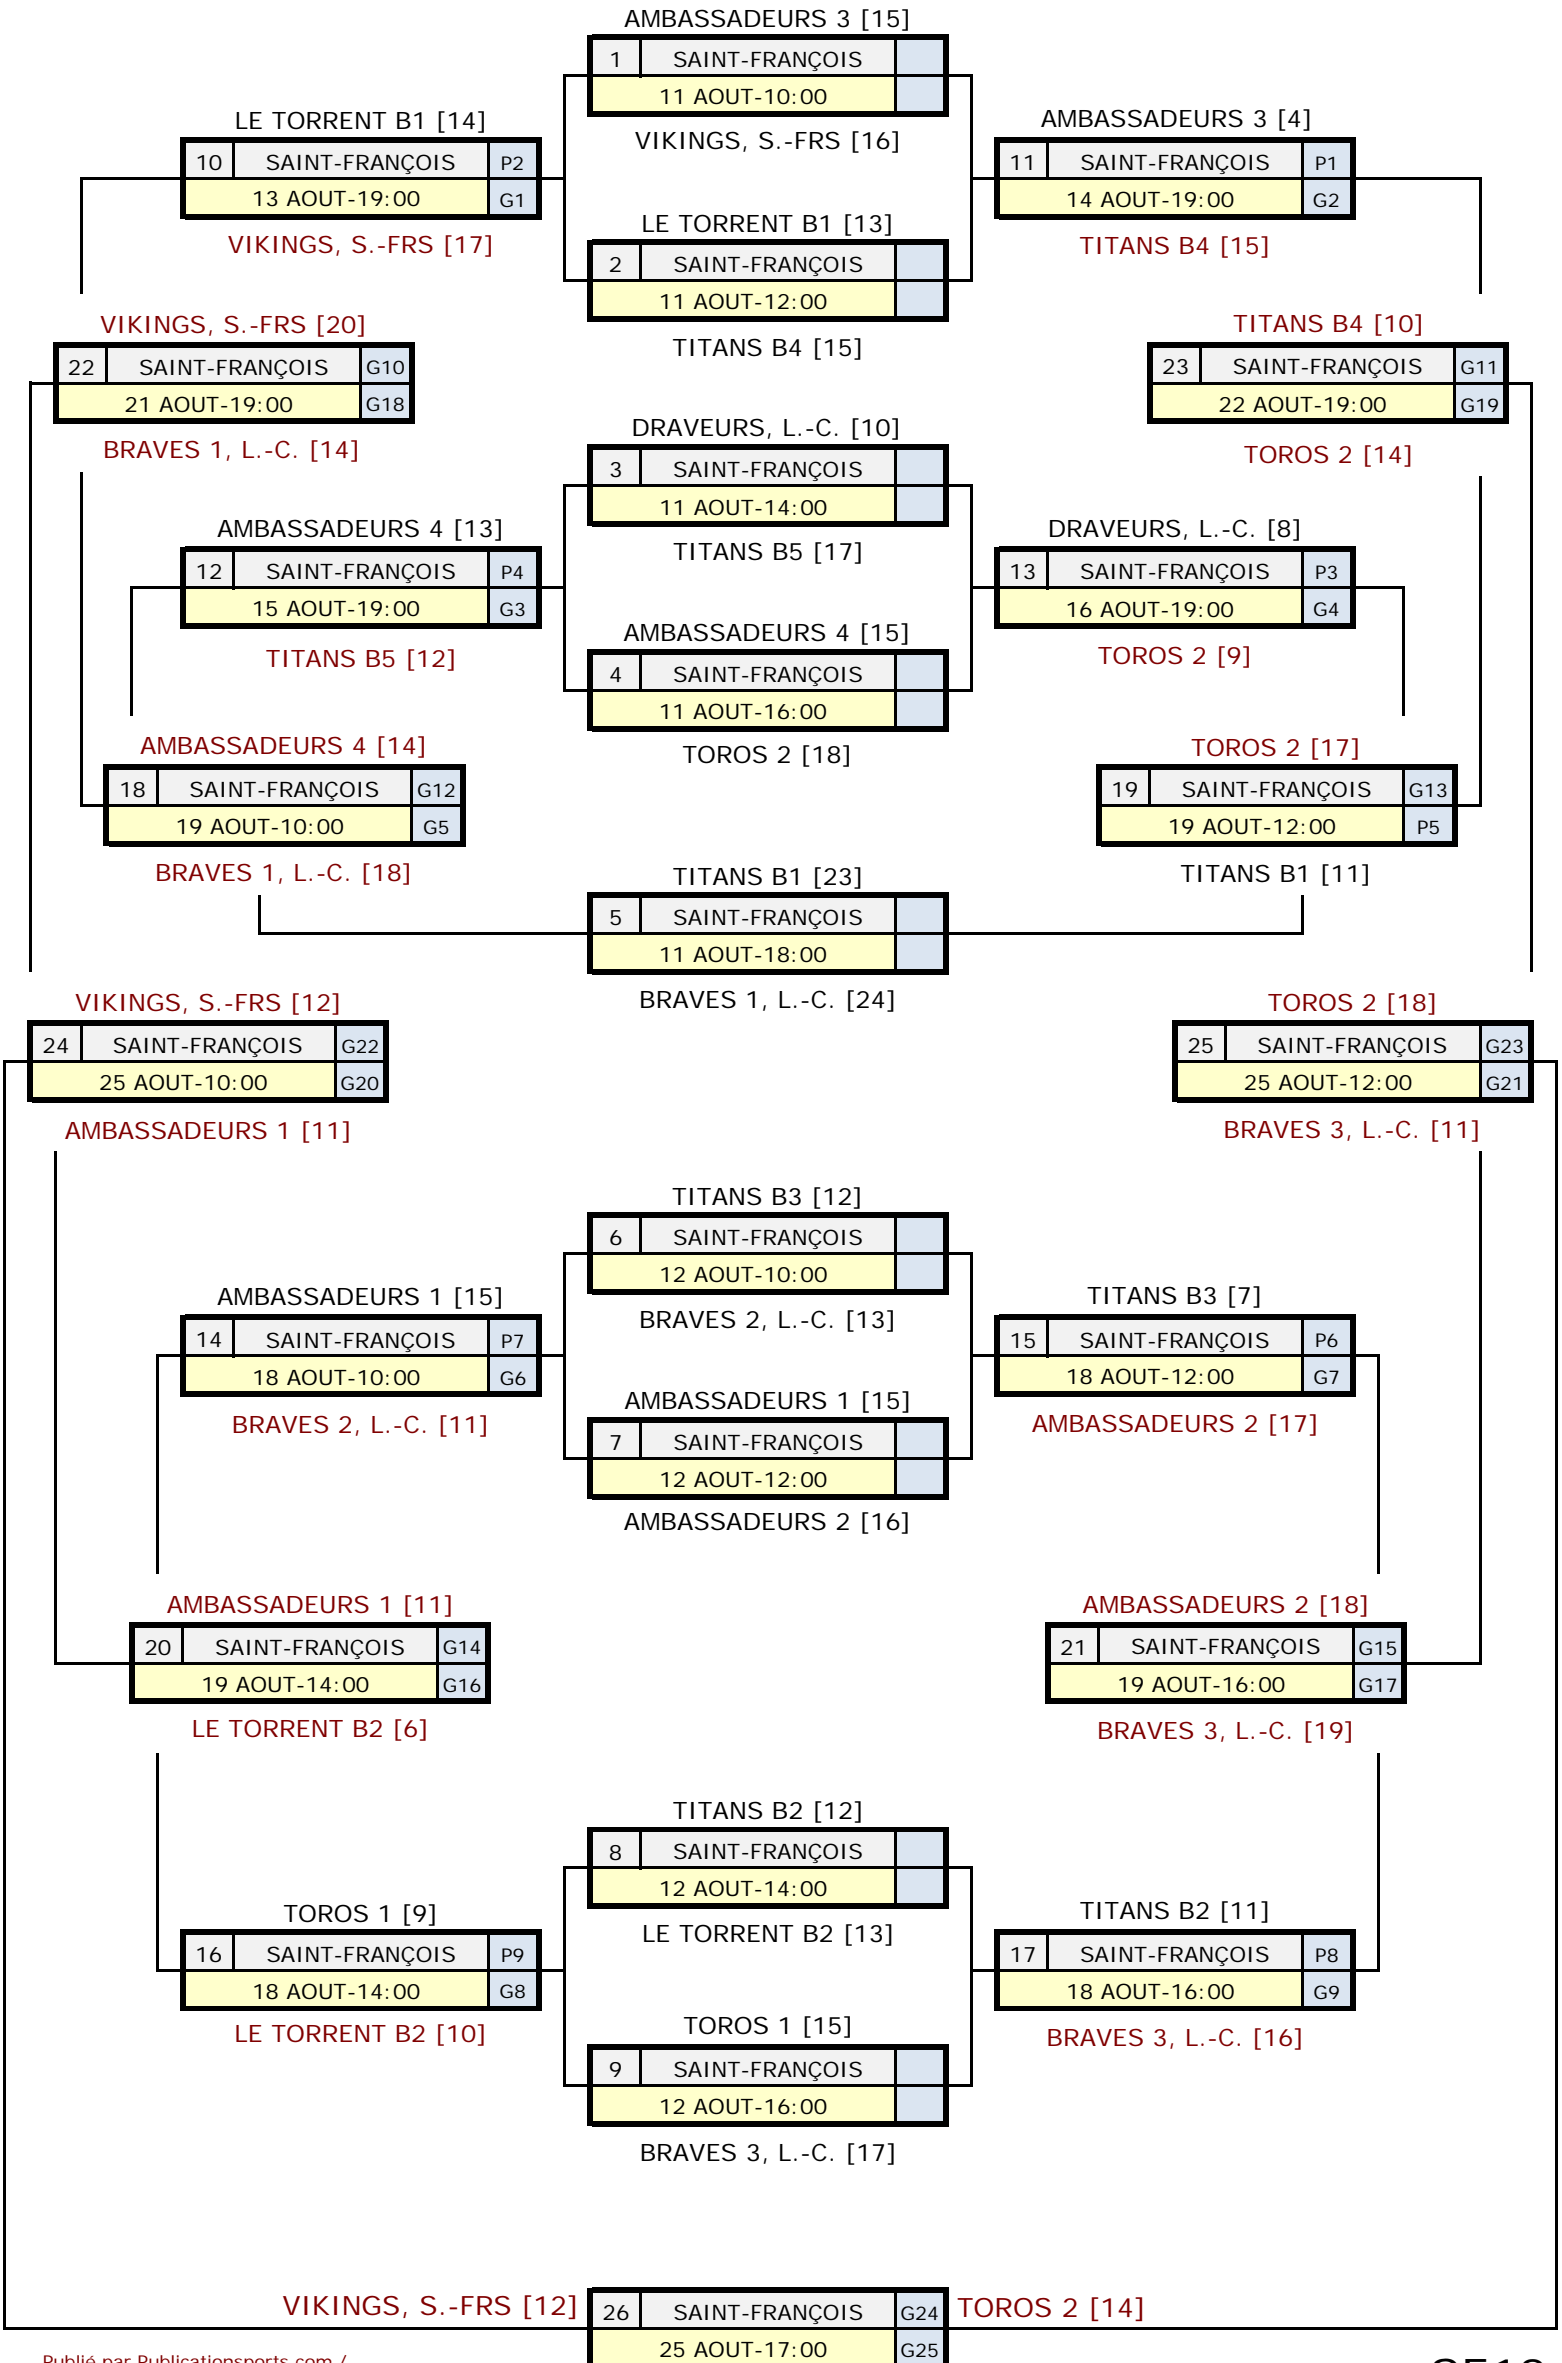 AMBASSADEURS 3 [15]
1 SAINT-FRANÇOIS
11 AOUT-10:00
VIKINGS, S.-FRS [16]
LE TORRENT B1 [14]
10 SAINT-FRANÇOIS P2
13 AOUT-19:00 G1
VIKINGS, S.-FRS [17]
AMBASSADEURS 3 [4]
11 SAINT-FRANÇOIS P1
14 AOUT-19:00 G2
TITANS B4 [15]
LE TORRENT B1 [13]
2 SAINT-FRANÇOIS
11 AOUT-12:00
TITANS B4 [15]
VIKINGS, S.-FRS [20]
22 SAINT-FRANÇOIS G10
21 AOUT-19:00 G18
BRAVES 1, L.-C. [14]
TITANS B4 [10]
23 SAINT-FRANÇOIS G11
22 AOUT-19:00 G19
TOROS 2 [14]
DRAVEURS, L.-C. [10]
3 SAINT-FRANÇOIS
11 AOUT-14:00
TITANS B5 [17]
AMBASSADEURS 4 [13]
12 SAINT-FRANÇOIS P4
15 AOUT-19:00 G3
TITANS B5 [12]
DRAVEURS, L.-C. [8]
13 SAINT-FRANÇOIS P3
16 AOUT-19:00 G4
TOROS 2 [9]
AMBASSADEURS 4 [15]
4 SAINT-FRANÇOIS
11 AOUT-16:00
TOROS 2 [18]
AMBASSADEURS 4 [14]
18 SAINT-FRANÇOIS G12
19 AOUT-10:00 G5
BRAVES 1, L.-C. [18]
TOROS 2 [17]
19 SAINT-FRANÇOIS G13
19 AOUT-12:00 P5
TITANS B1 [11]
TITANS B1 [23]
5 SAINT-FRANÇOIS
11 AOUT-18:00
BRAVES 1, L.-C. [24]
VIKINGS, S.-FRS [12]
24 SAINT-FRANÇOIS G22
25 AOUT-10:00 G20
AMBASSADEURS 1 [11]
TOROS 2 [18]
25 SAINT-FRANÇOIS G23
25 AOUT-12:00 G21
BRAVES 3, L.-C. [11]
TITANS B3 [12]
6 SAINT-FRANÇOIS
12 AOUT-10:00
BRAVES 2, L.-C. [13]
AMBASSADEURS 1 [15]
14 SAINT-FRANÇOIS P7
18 AOUT-10:00 G6
BRAVES 2, L.-C. [11]
TITANS B3 [7]
15 SAINT-FRANÇOIS P6
18 AOUT-12:00 G7
AMBASSADEURS 2 [17]
AMBASSADEURS 1 [15]
7 SAINT-FRANÇOIS
12 AOUT-12:00
AMBASSADEURS 2 [16]
AMBASSADEURS 1 [11]
20 SAINT-FRANÇOIS G14
19 AOUT-14:00 G16
LE TORRENT B2 [6]
AMBASSADEURS 2 [18]
21 SAINT-FRANÇOIS G15
19 AOUT-16:00 G17
BRAVES 3, L.-C. [19]
TITANS B2 [12]
8 SAINT-FRANÇOIS
12 AOUT-14:00
LE TORRENT B2 [13]
TOROS 1 [9]
16 SAINT-FRANÇOIS P9
18 AOUT-14:00 G8
LE TORRENT B2 [10]
TITANS B2 [11]
17 SAINT-FRANÇOIS P8
18 AOUT-16:00 G9
BRAVES 3, L.-C. [16]
TOROS 1 [15]
9 SAINT-FRANÇOIS
12 AOUT-16:00
BRAVES 3, L.-C. [17]
VIKINGS, S.-FRS [12] 26 SAINT-FRANÇOIS G24 TOROS 2 [14]
25 AOUT-17:00 G25
Publié par Publicationsports.com /